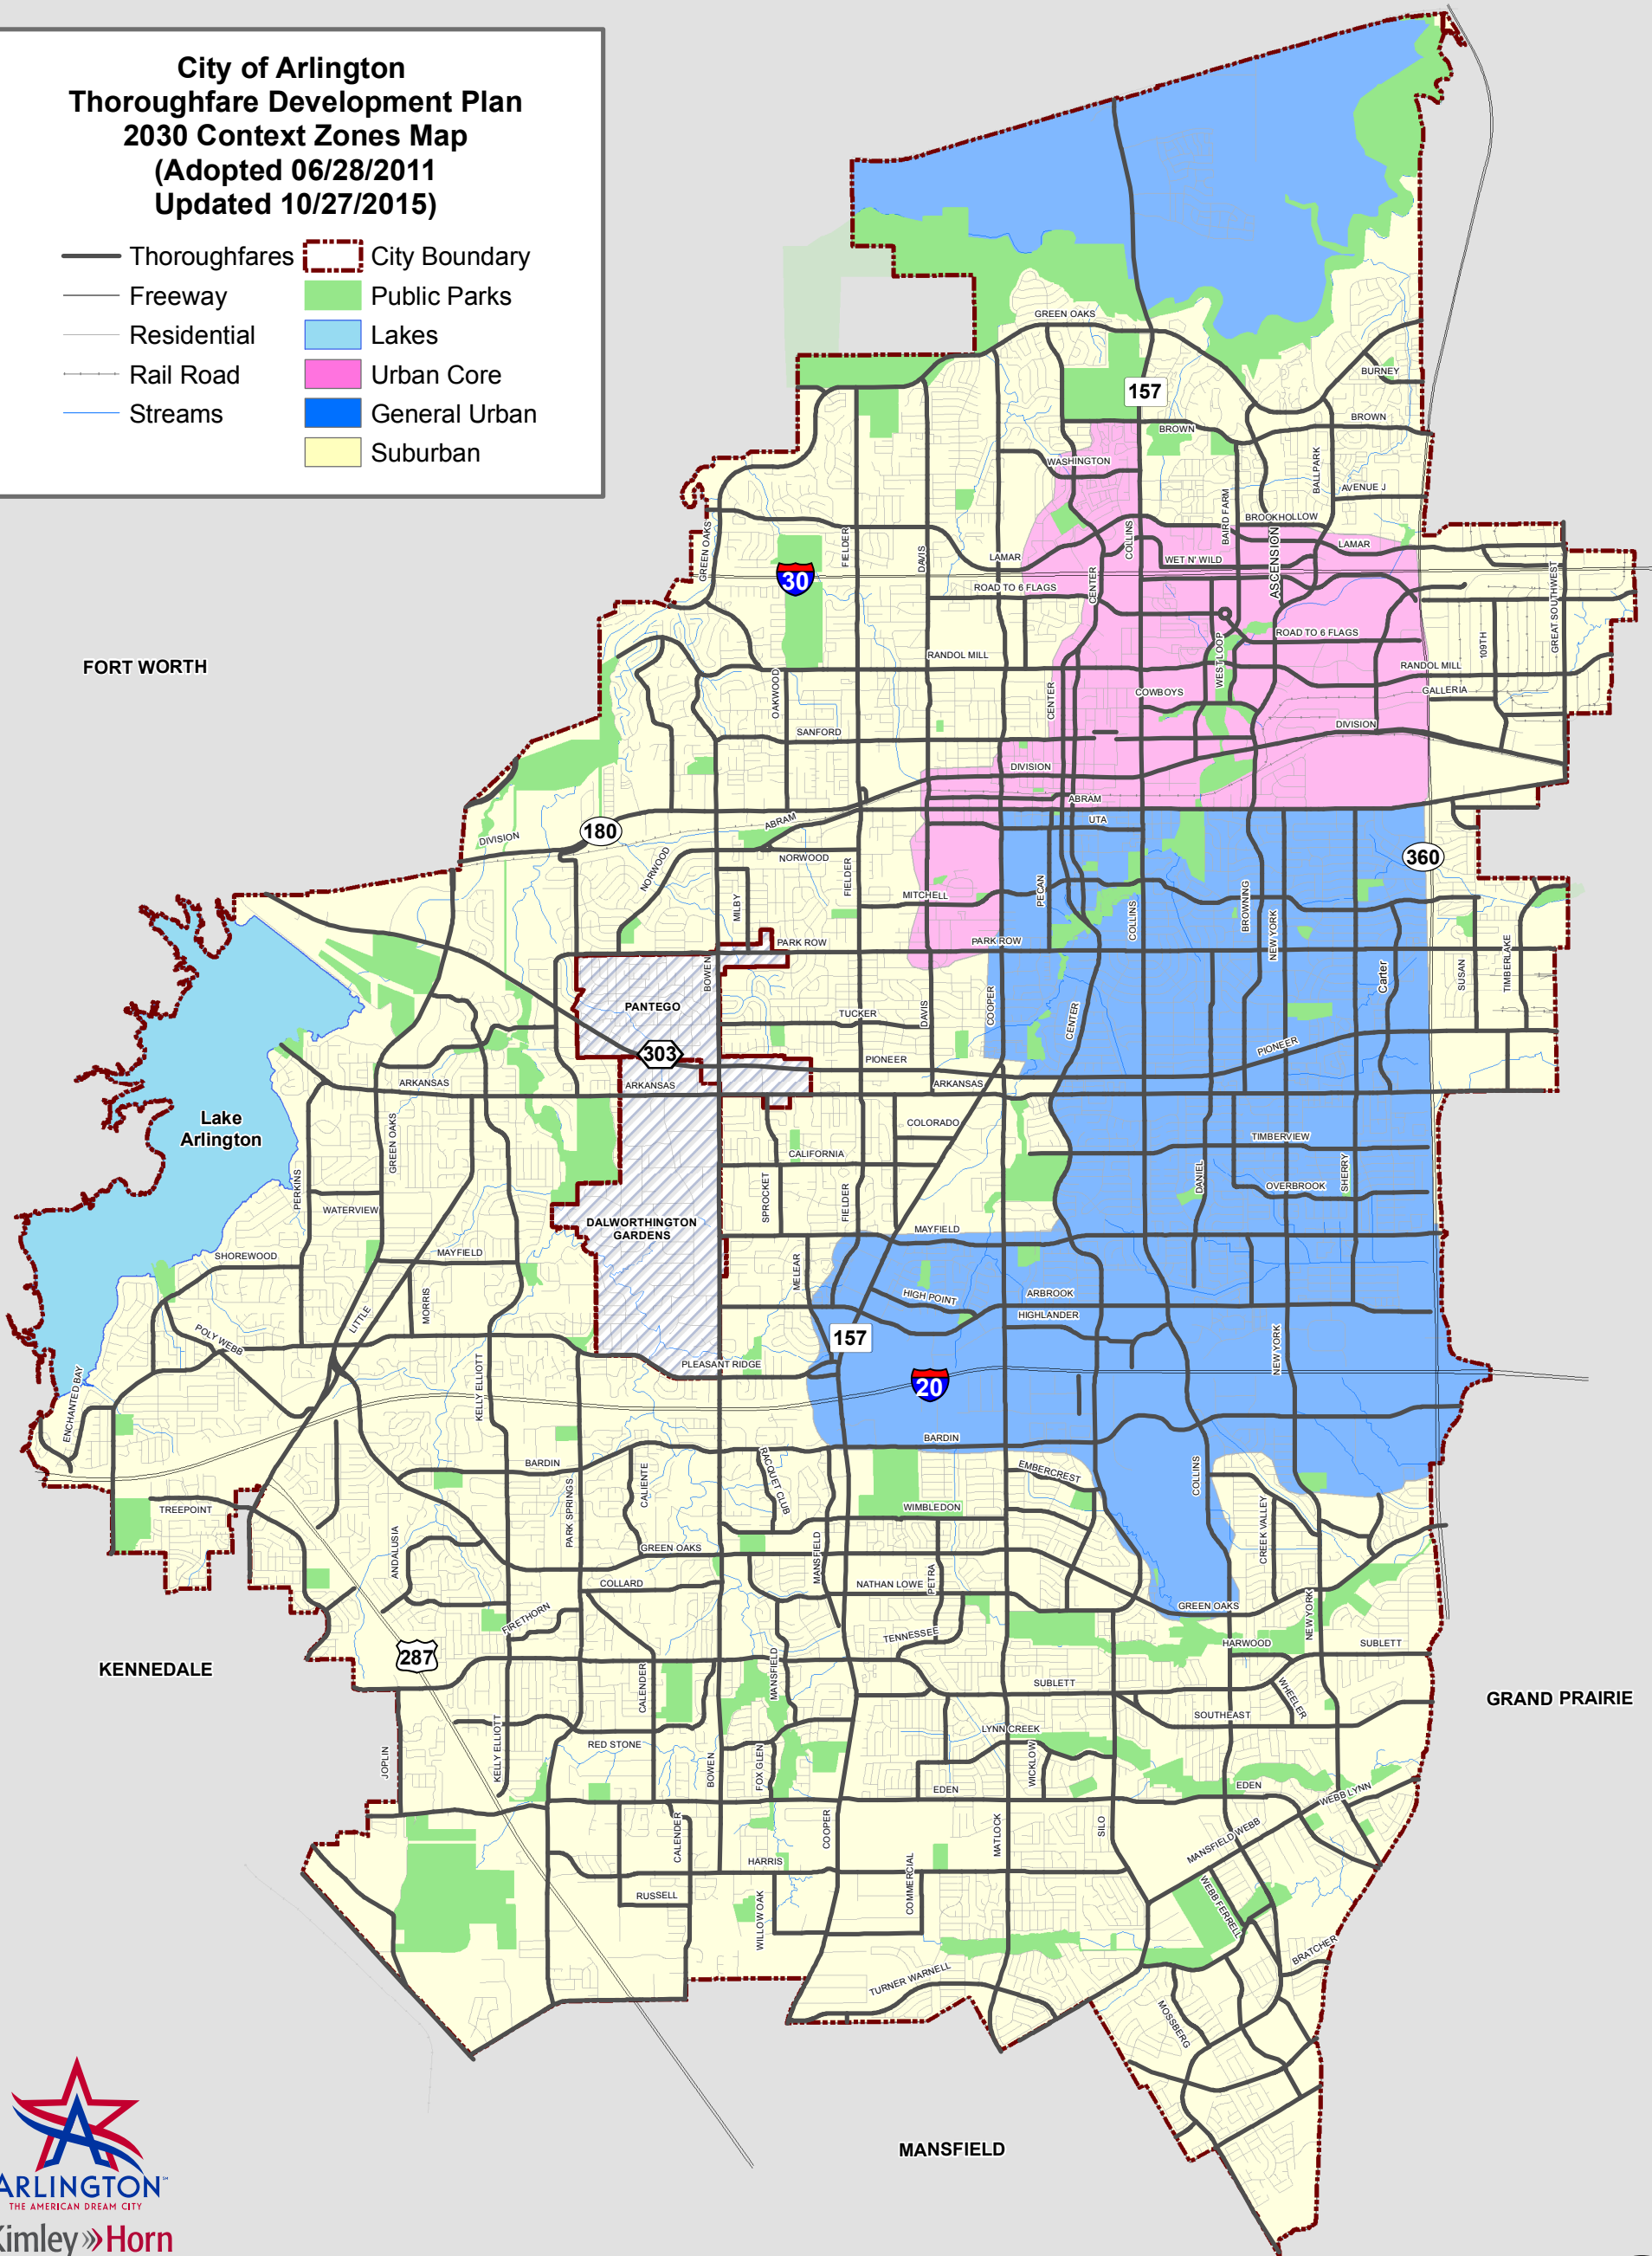 City of Arlington
Thoroughfare Development Plan
2030 Context Zones Map
(Adopted 06/28/2011
Updated 10/27/2015)
Thoroughfares
City Boundary
Freeway
Public Parks
Residential
Lakes
Rail Road
Urban Core
Streams
General Urban
Suburban
GREEN OAKS
BURNEY
157
BROWN
BROWN
WASHINGTON
BALLPARK
AVENUE J
BAIRD FARM
BROOKHOLLOW
GREEN OAKS
FIELDER
DAVIS
COLLINS
LAMAR
LAMAR
WET N' WILD
ASCENSION
30
ROAD TO 6 FLAGS
CENTER
GREAT SOUTHWEST
109TH
ROAD TO 6 FLAGS
WESTLOOP
FORT WORTH
RANDOL MILL
RANDOL MILL
OAKWOOD
CENTER
COWBOYS
GALLERIA
SANFORD
DIVISION
DIVISION
ABRAM
UTA
180
ABRAM
DIVISION
360
NORWOOD
NORWOOD
FIELDER
MITCHELL
PECAN
MILBY
COLLINS
BROWNING
NEW YORK
PARK ROW
PARK ROW
BOWEN
SUSAN
TIMBERLAKE
Carter
PANTEGO
TUCKER
DAVIS
COOPER
CENTER
303
PIONEER
PIONEER
ARKANSAS
ARKANSAS
ARKANSAS
Lake
Arlington
GREEN OAKS
COLORADO
TIMBERVIEW
CALIFORNIA
PERKINS
SPROCKET
FIELDER
DANIEL
SHERRY
OVERBROOK
WATERVIEW
DALWORTHINGTON
GARDENS
MAYFIELD
SHOREWOOD
MAYFIELD
MELEAR
MORRIS
HIGH POINT
ARBROOK
HIGHLANDER
LITTLE
POLY WEBB
157
PLEASANT RIDGE
NEW YORK
20
KELLY ELLIOTT
ENCHANTED BAY
BARDIN
BARDIN
RACQUET CLUB
EMBERCREST
CALIENTE
COLLINS
PARK SPRINGS
WIMBLEDON
TREEPOINT
CREEK VALLEY
ANDALUSIA
GREEN OAKS
MANSFIELD
COLLARD
NATHAN LOWE
PETRA
GREEN OAKS
NEW YORK
FIRETHORN
TENNESSEE
HARWOOD
SUBLETT
287
KENNEDALE
CALENDER
MANSFIELD
SUBLETT
WHEELER
GRAND PRAIRIE
SOUTHEAST
KELLY ELLIOTT
LYNN CREEK
RED STONE
JOPLIN
BOWEN
FOX GLEN
WICKLOW
EDEN
EDEN
WEBB LYNN
CALENDER
COOPER
MATLOCK
SILO
MANSFIELD WEBB
HARRIS
COMMERCIAL
RUSSELL
WEBB FERRELL
WILLOW OAK
BRATCHER
TURNER WARNELL
MOSSBERG
MANSFIELD
ARLINGTON
THE AMERICAN DREAM CITY
Kimley»Horn